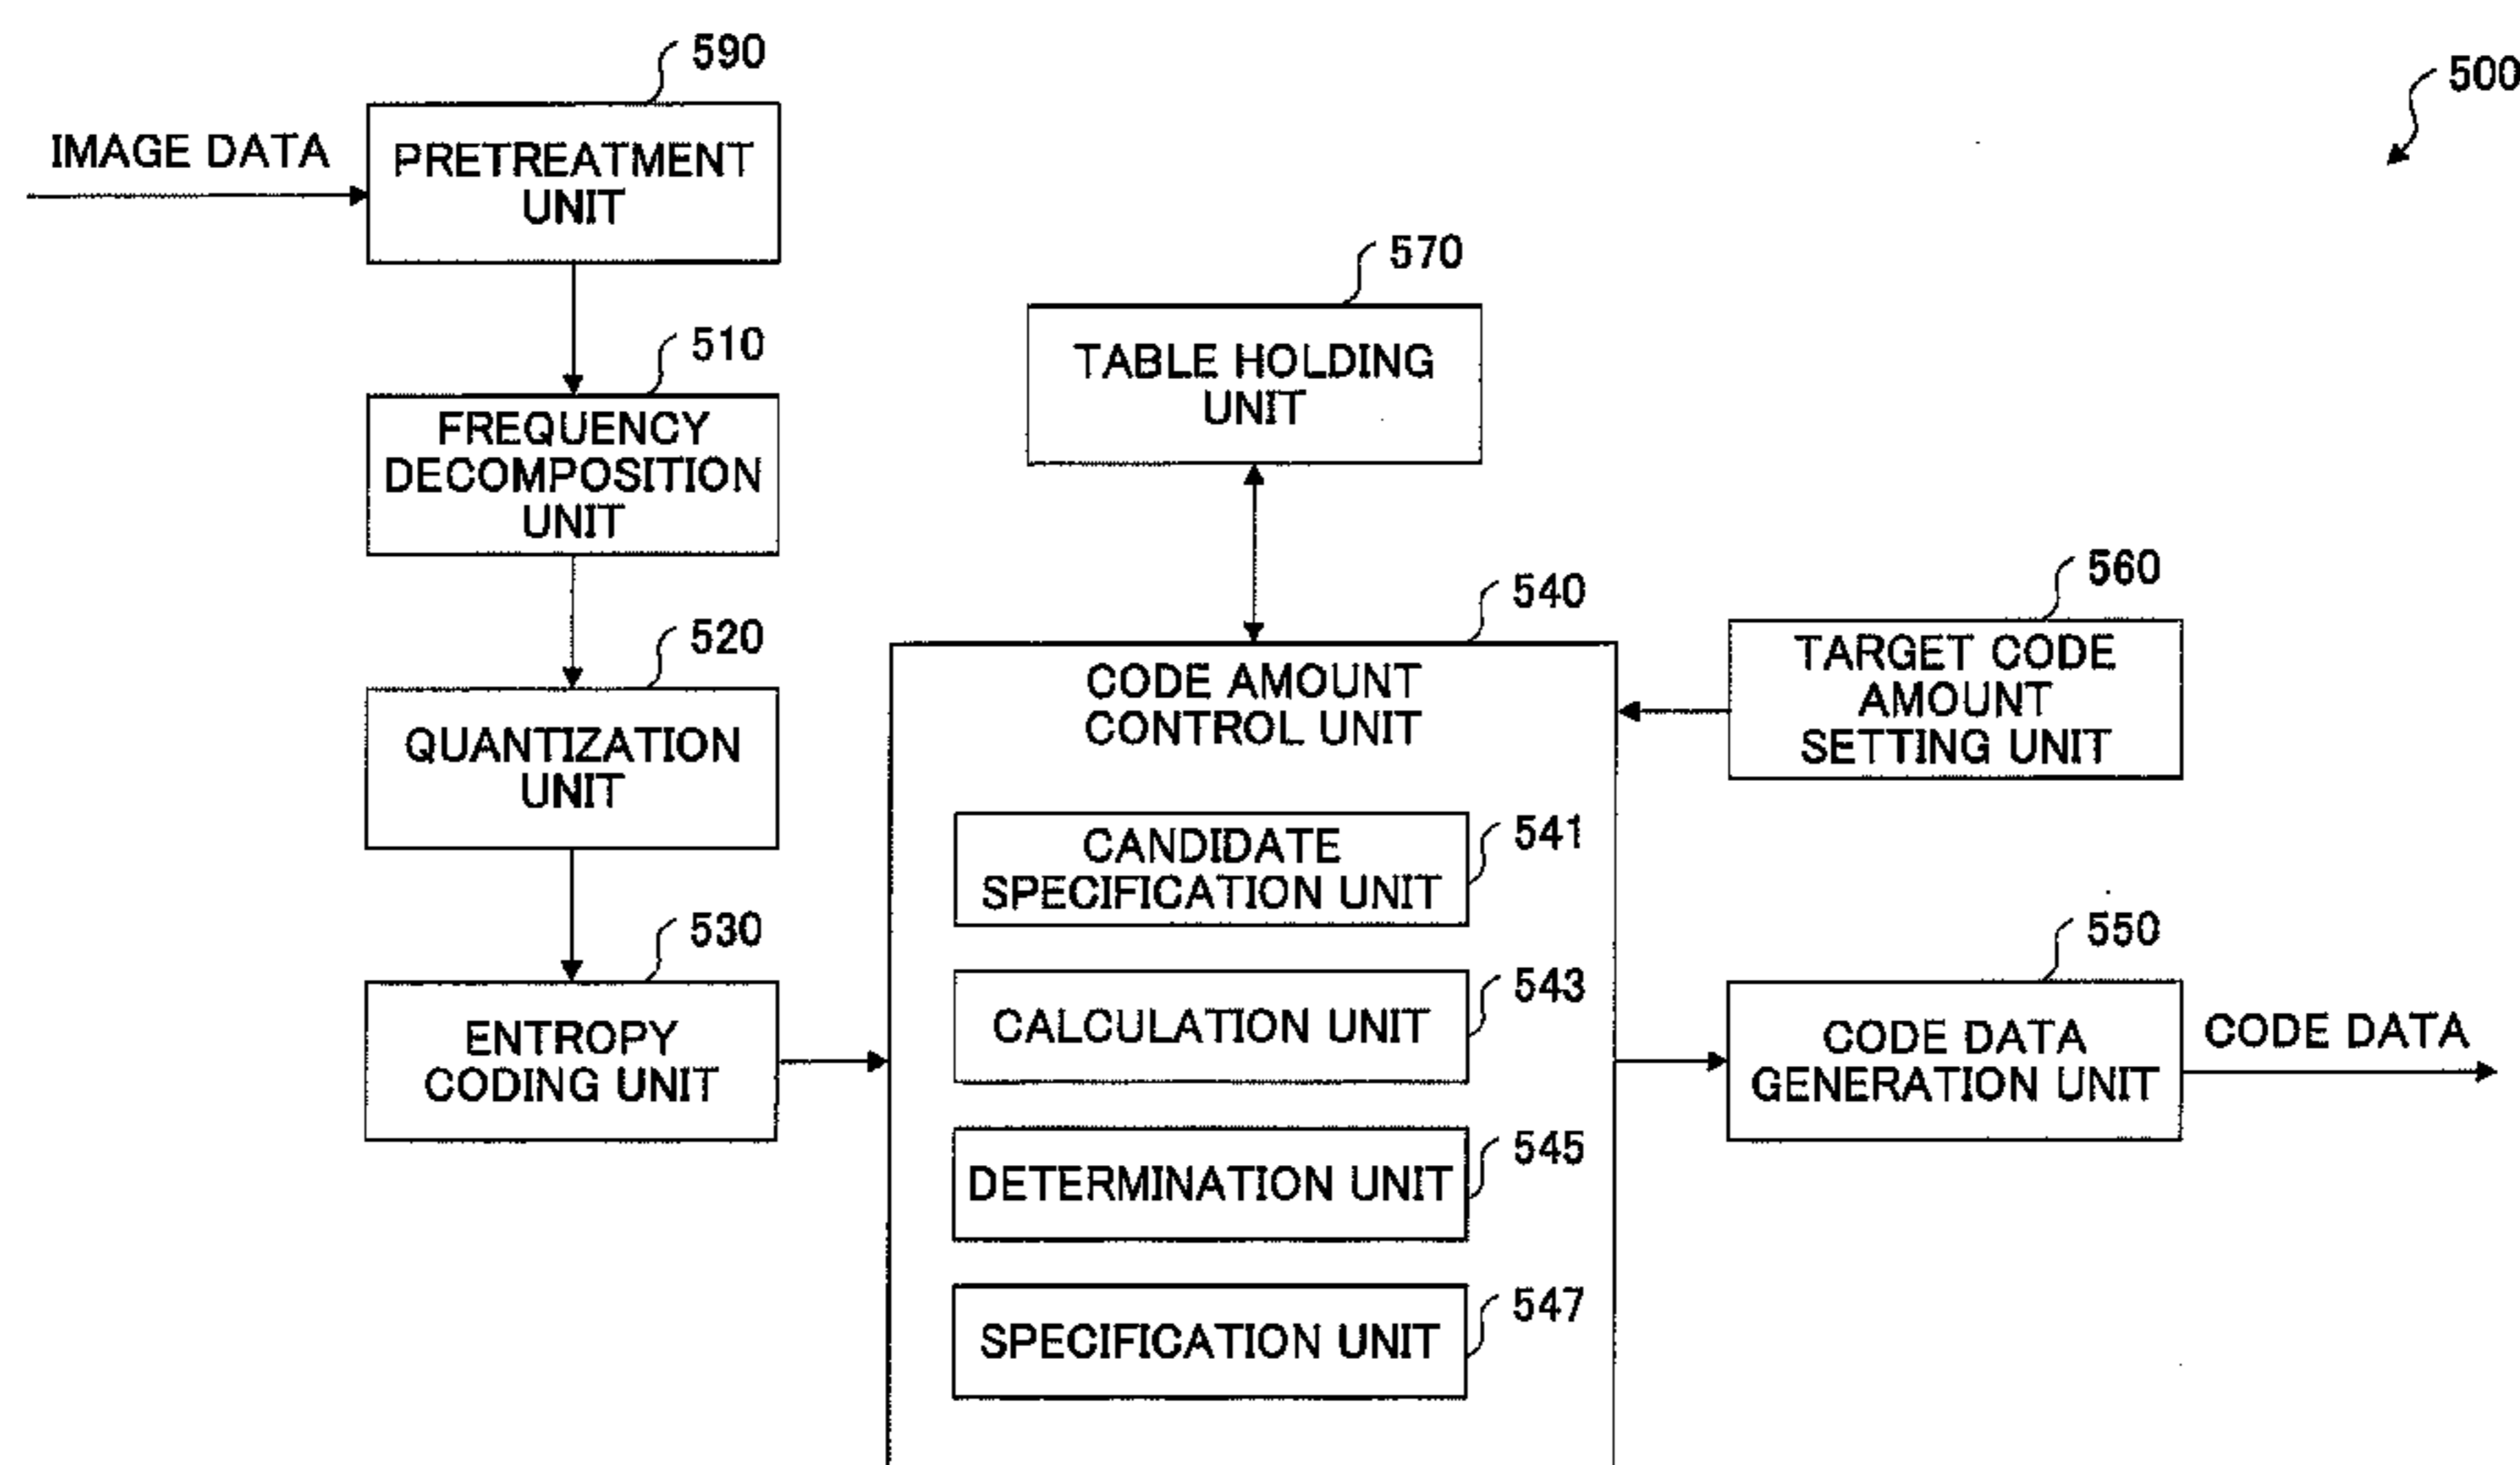 590
500
IMAGE DATA
PRETREATMENT
UNIT
570
510
TABLE HOLDING
UNIT
FREQUENCY
DECOMPOSITION
UNIT
560
540
520
TARGET CODE
AMOUNT
SETTING UNIT
CODE AMOUNT
CONTROL UNIT
QUANTIZATION
UNIT
541
CANDIDATE
SPECIFICATION UNIT
530
550
543
ENTROPY
CODING UNIT
CALCULATION UNIT
CODE DATA
GENERATION UNIT
CODE DATA
545
DETERMINATION UNIT
547
SPECIFICATION UNIT